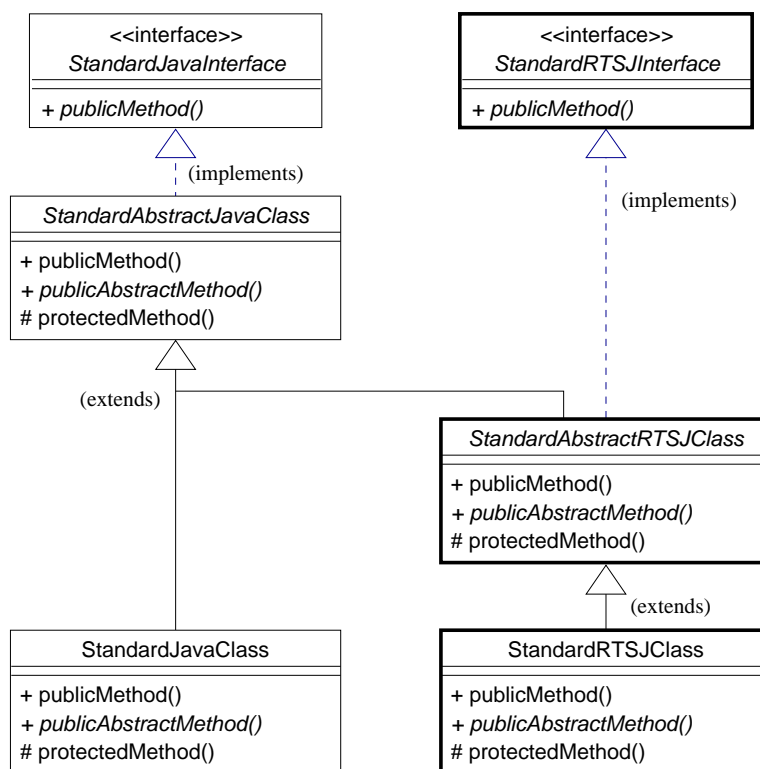 <<interface>>
StandardJavaInterface
+ publicMethod()
<<interface>>
StandardRTSJInterface
+ publicMethod()
(implements)
(implements)
StandardAbstractJavaClass
+ publicMethod()
+ publicAbstractMethod()
# protectedMethod()
(extends)
StandardAbstractRTSJClass
+ publicMethod()
+ publicAbstractMethod()
# protectedMethod()
(extends)
StandardJavaClass
+ publicMethod()
+ publicAbstractMethod()
# protectedMethod()
StandardRTSJClass
+ publicMethod()
+ publicAbstractMethod()
# protectedMethod()